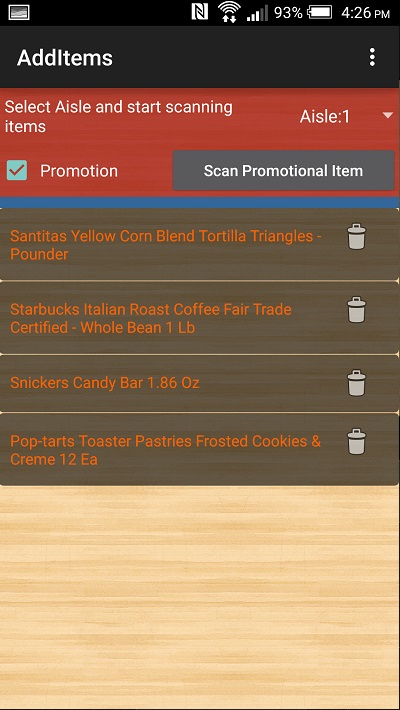 93% 4:26 PM
AddItems
Select Aisle and start scanning
items
Aisle:1
Promotion
Scan Promotional Item
Santitas Yellow Corn Blend Tortilla Triangles -
Pounder
Starbucks Italian Roast Coffee Fair Trade
Certified - Whole Bean 1 Lb
Snickers Candy Bar 1.86 Oz
Pop-tarts Toaster Pastries Frosted Cookies &
Creme 12 Ea